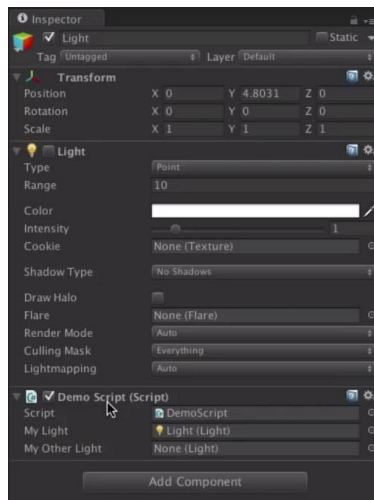 Inspector
Light Static
Tag Untagged Layer Default
Transform
Position X 0 Y 4.8031 Z 0
Rotation X 0 Y 0 Z 0
Scale X 1 Y 1 Z 1
Light
Type Point
Range 10
Color
Intensity 1
Cookie None (Texture)
Shadow Type No Shadows
Draw Halo
Flare None (Flare)
Render Mode Auto
Culling Mask Everything
Lightmapping Auto
Demo Script (Script)
Script DemoScript
My Light Light (Light)
My Other Light None (Light)
Add Component